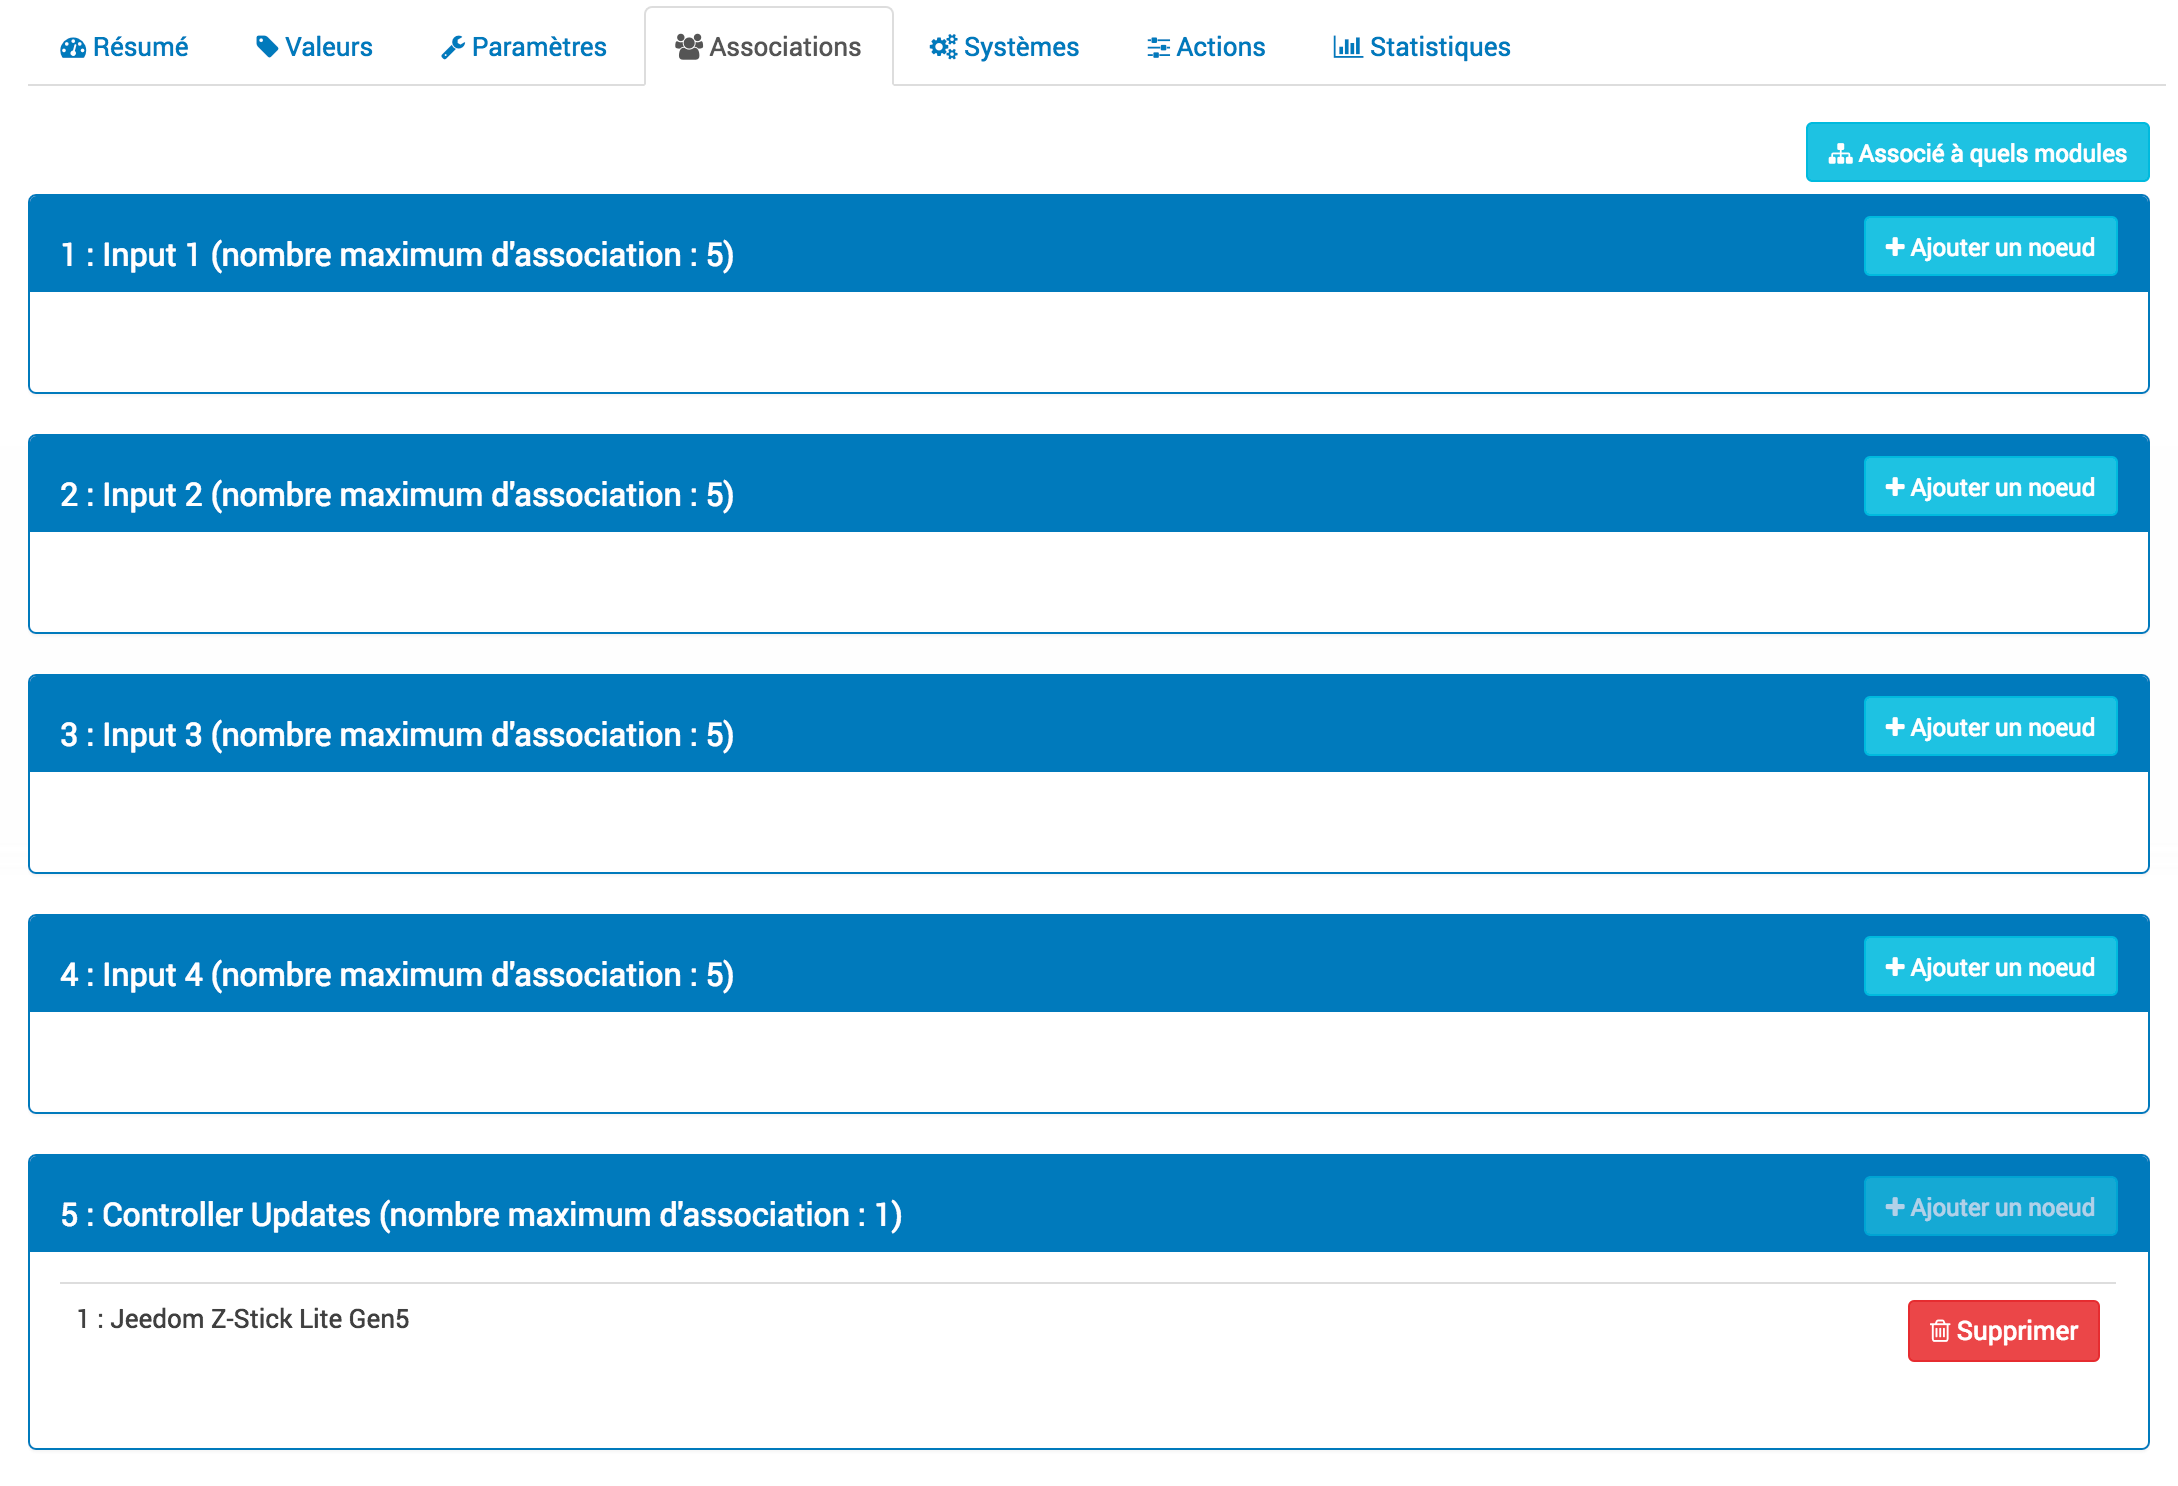 Résumé Valeurs Paramètres Associations Systèmes Actions Statistiques
Associé à quels modules
1 : Input 1 (nombre maximum d'association : 5)
Ajouter un noeud
2 : Input 2 (nombre maximum d'association : 5)
Ajouter un noeud
3 : Input 3 (nombre maximum d'association : 5)
Ajouter un noeud
4 : Input 4 (nombre maximum d'association : 5)
Ajouter un noeud
5 : Controller Updates (nombre maximum d'association : 1)
Ajouter un noeud
1 : Jeedom Z-Stick Lite Gen5
Supprimer